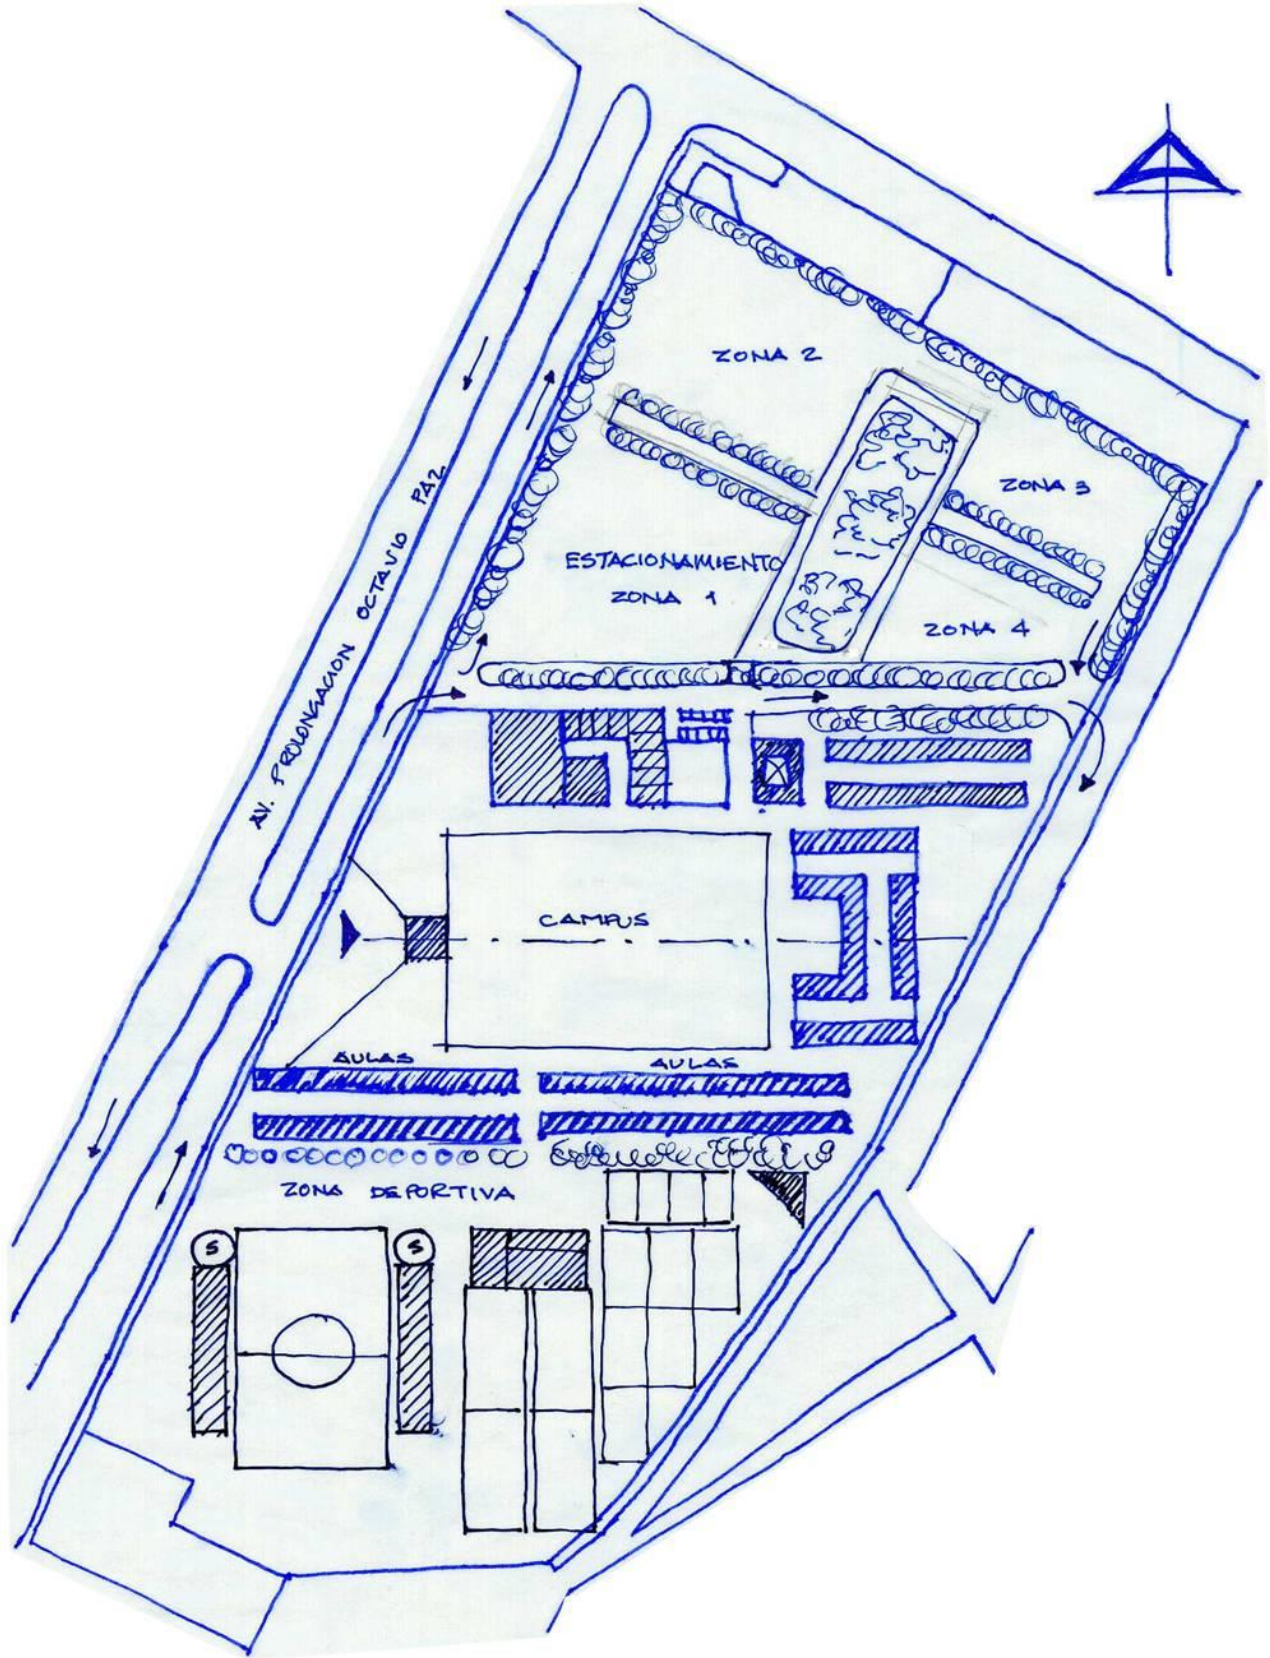 ZONA 2
ZONA 3
ESTACIONAMIENTO
ZONA 1
ZONA 4
AV. PROLONGACION OCTAVIO PAZ
CAMPUS
AULAS
AULAS
ZONA DEPORTIVA
S
S